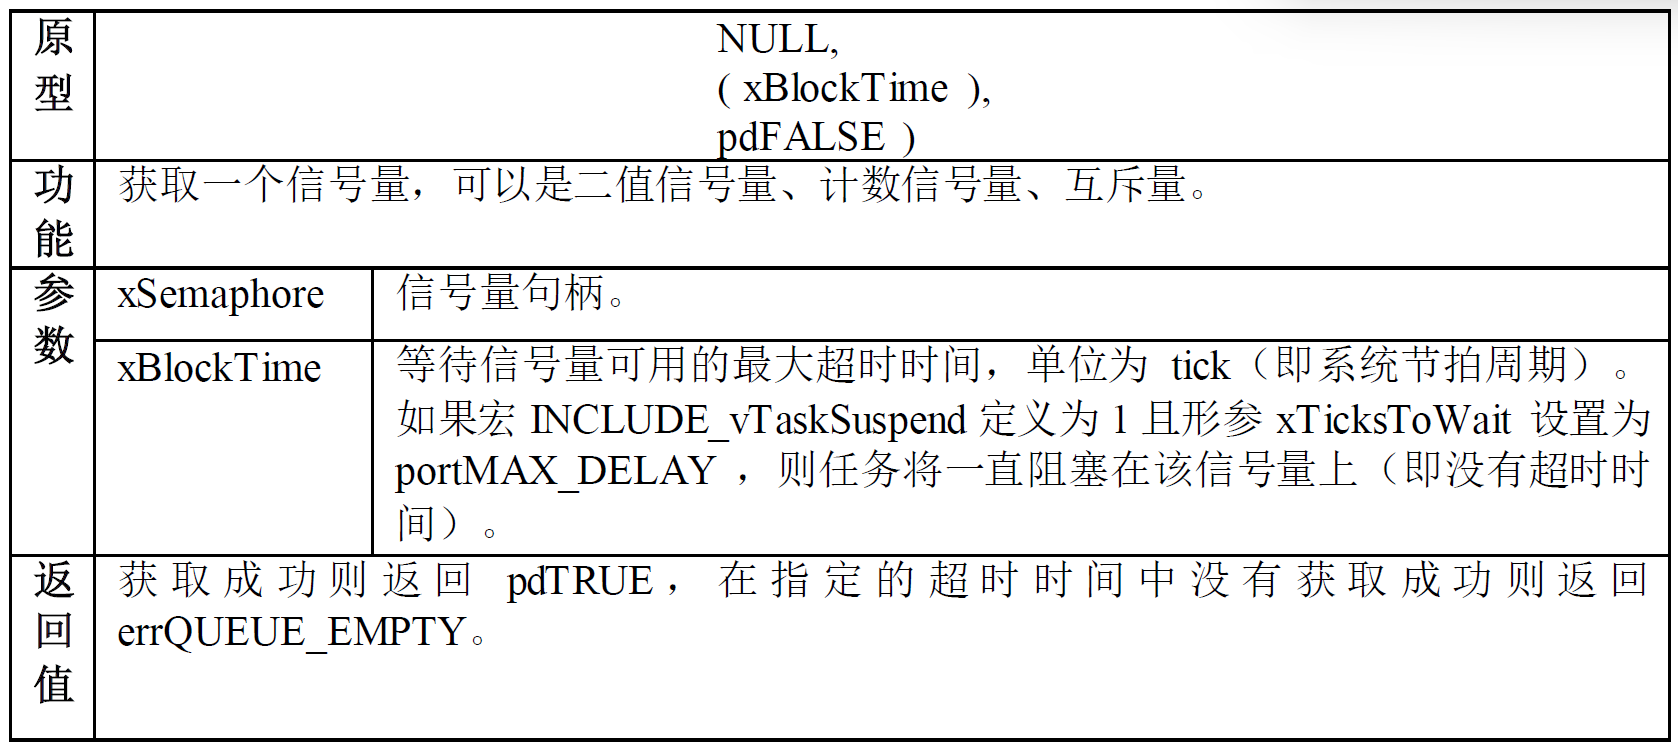 原型
NULL,
( xBlockTime ),
pdFALSE )
功能
获取一个信号量，可以是二值信号量、计数信号量、互斥量。
参数
xSemaphore
信号量句柄。
xBlockTime
等待信号量可用的最大超时时间，单位为 tick（即系统节拍周期）。
如果宏 INCLUDE_vTaskSuspend 定义为 1 且形参 xTicksToWait 设置为
portMAX_DELAY ，则任务将一直阻塞在该信号量上（即没有超时时
间）。
返回值
获取成功则返回 pdTRUE，在指定的超时时间中没有获取成功则返回
errQUEUE_EMPTY。